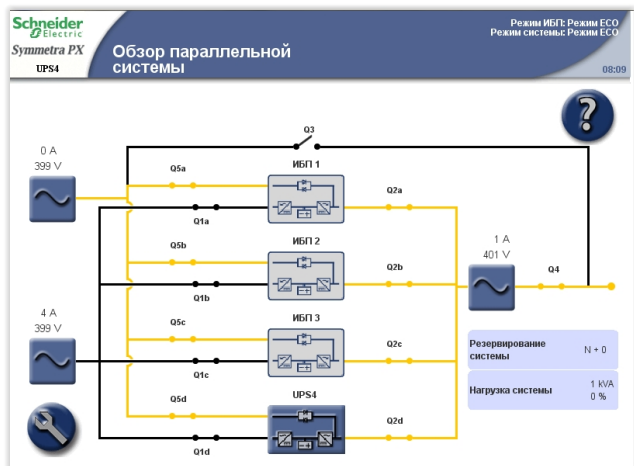 Schneider
Electric
Symmetra PX
UPS4
Обзор параллельной
системы
Режим ИБП: Режим ECO
Режим системы: Режим ECO
08:09
?
Q3
0 A
399 V
Q5a
ИБП 1
Q2a
Q1a
ИБП 2
Q5b
Q2b
Q1b
1 A
401 V
Q4
4 A
399 V
ИБП 3
Q5c
Q2c
Q1c
Резервирование
системы
N + 0
Нагрузка системы
1 kVA
0 %
UPS4
Q5d
Q2d
Q1d